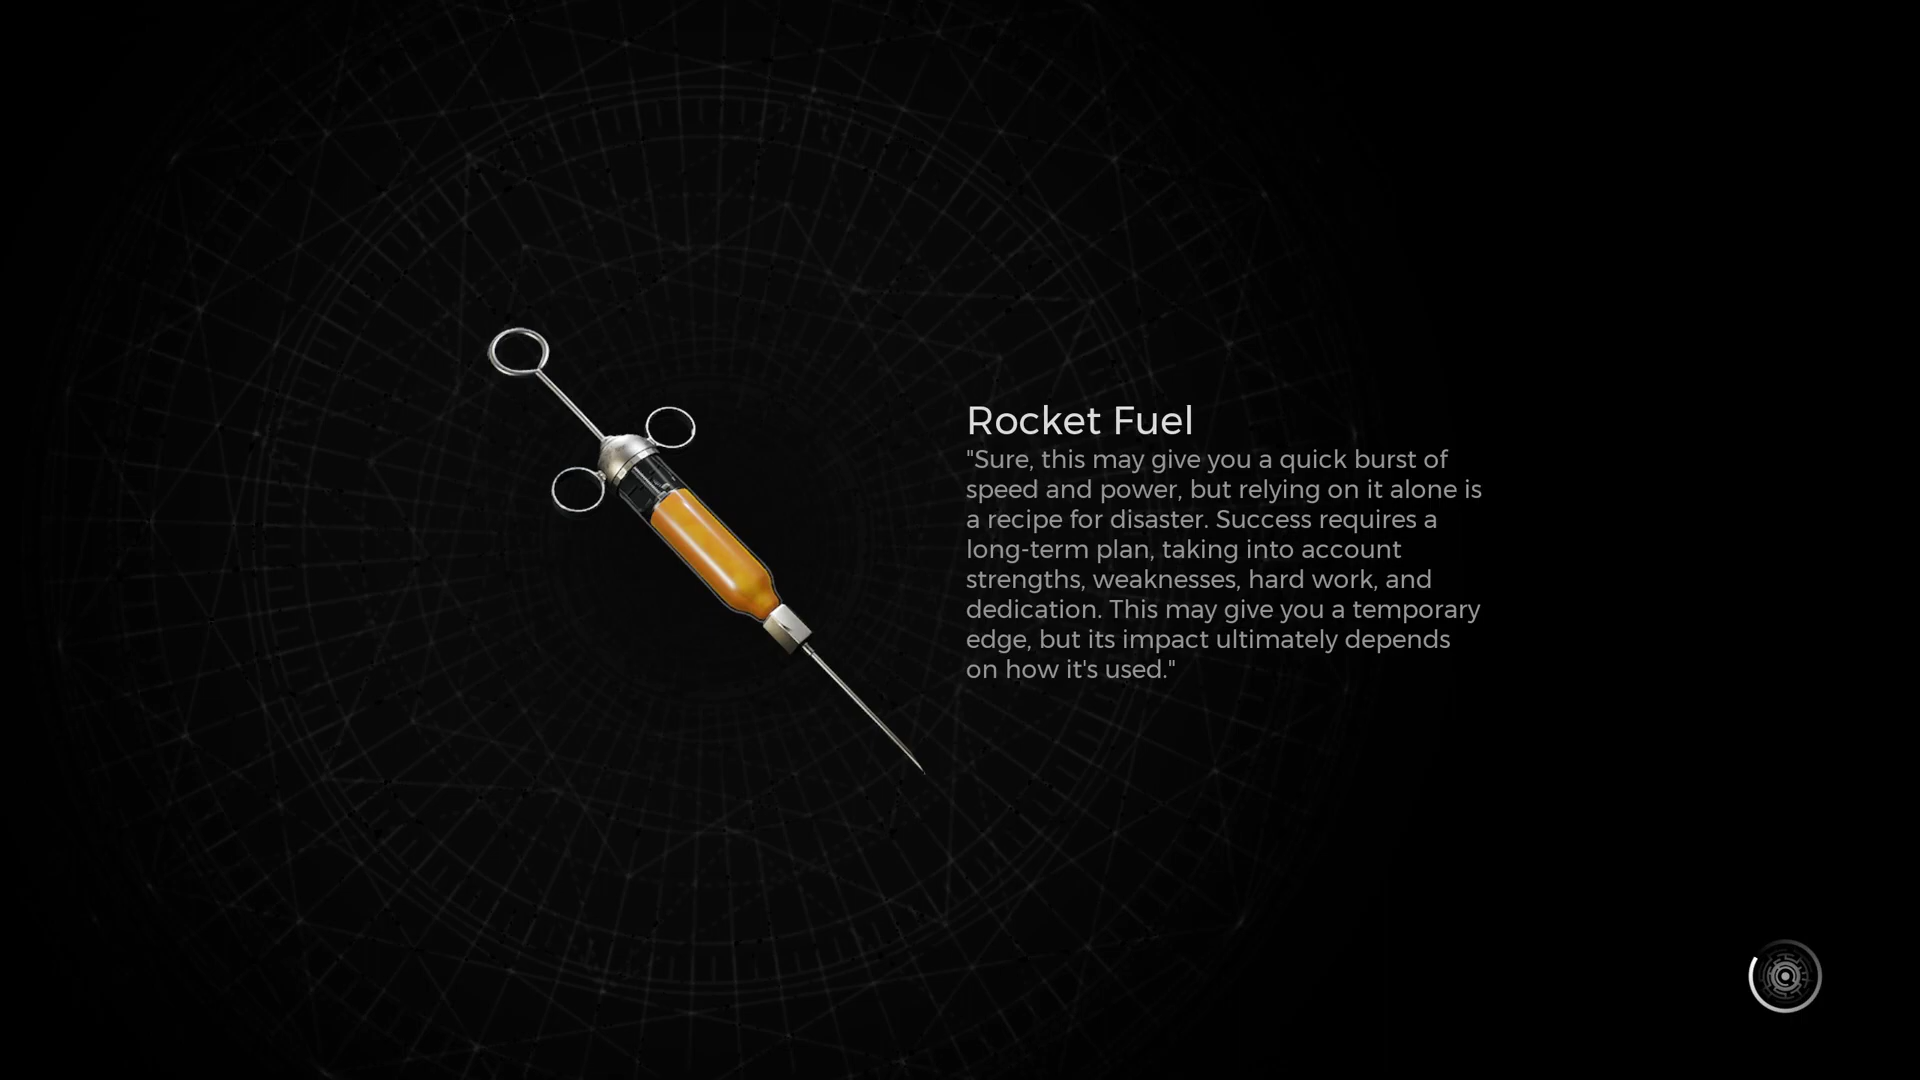 Rocket Fuel
"Sure, this may give you a quick burst of
speed and power, but relying on it alone is
a recipe for disaster. Success requires a
long-term plan, taking into account
strengths, weaknesses, hard work, and
dedication. This may give you a temporary
edge, but its impact ultimately depends
on how it's used."